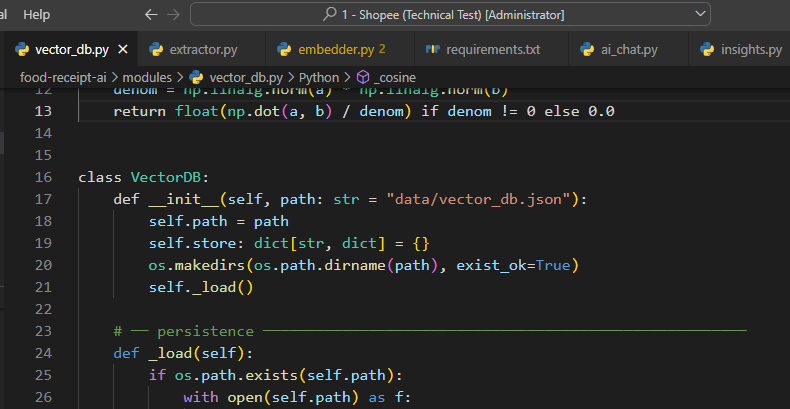 al Help ← → 1 - Shopee (Technical Test) [Administrator]
vector_db.py × extractor.py embedder.py 2 requirements.txt ai_chat.py insights.py
food-receipt-ai > modules > vector_db.py > Python > _cosine
12 denom = np.linalg.norm(a) * np.linalg.norm(b)
13 return float(np.dot(a, b) / denom) if denom != 0 else 0.0
14
15
16 class VectorDB:
17 def __init__(self, path: str = "data/vector_db.json"):
18 self.path = path
19 self.store: dict[str, dict] = {}
20 os.makedirs(os.path.dirname(path), exist_ok=True)
21 self._load()
22
23 # ── persistence ──────────────────────────────────────────────────────
24 def _load(self):
25 if os.path.exists(self.path):
26 with open(self.path) as f: